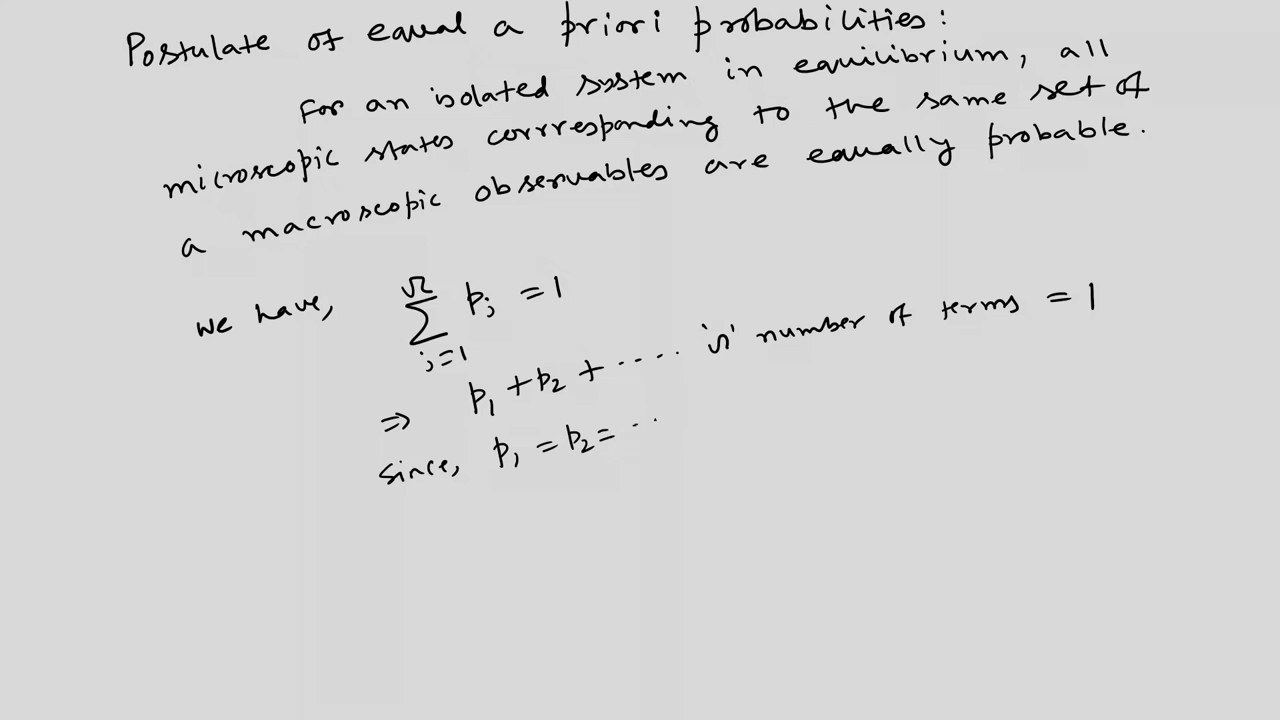 Postulate of equal a priori probabilities:
For an isolated system in equilibrium, all
microscopic states corrresponding to the same set of
a macroscopic observables are equally probable.
we have, \sum_{j=1}^{Ω} p_j = 1
⇒ p_1 + p_2 + ..... 'Ω' number of terms = 1
since, p_1 = p_2 = ...